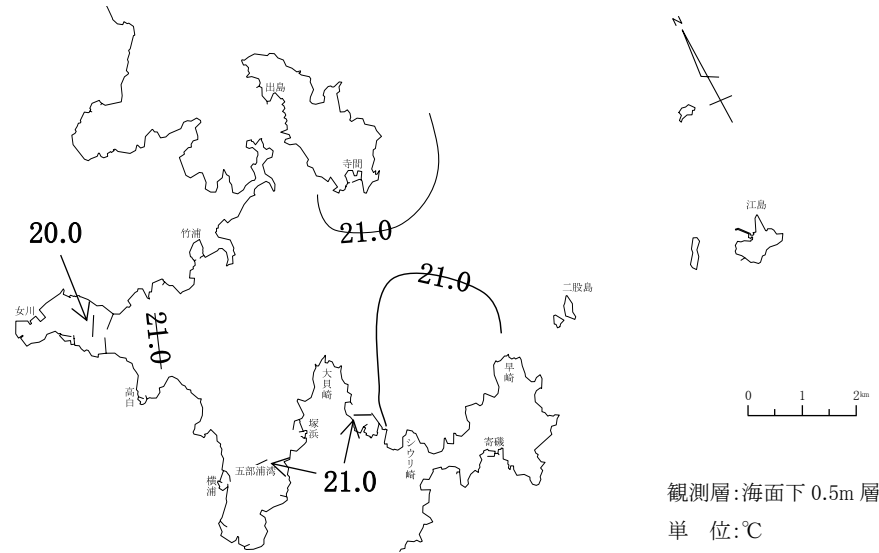 N
出島
寺間
江島
21.0
竹浦
20.0
21.0
二股島
女川
21.0
早崎
大貝崎
高白
0 1 2km
塚浜
シウリ崎
寄磯
五部浦湾
横浦
21.0
観測層:海面下 0.5m 層
単 位:℃